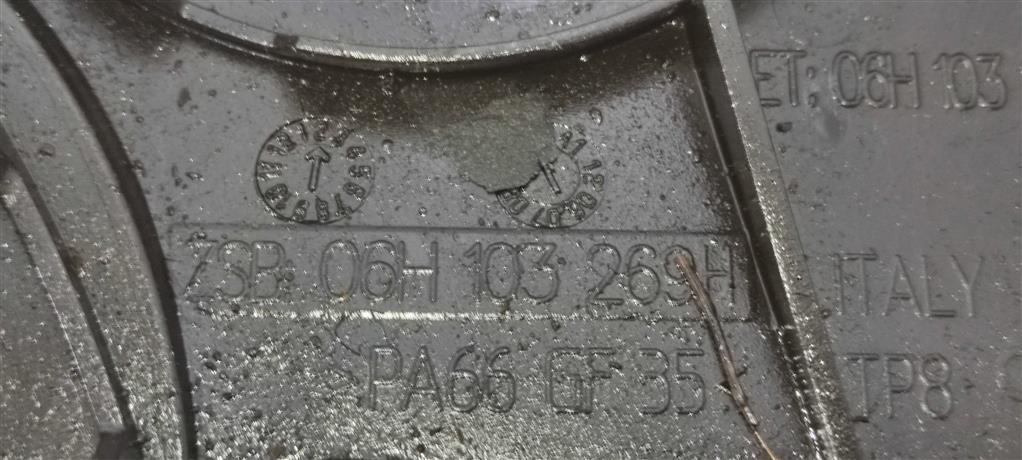 ET: 06H 103
ZSB 06H 103 269H
ITALY
PA66 GF 35
TP8